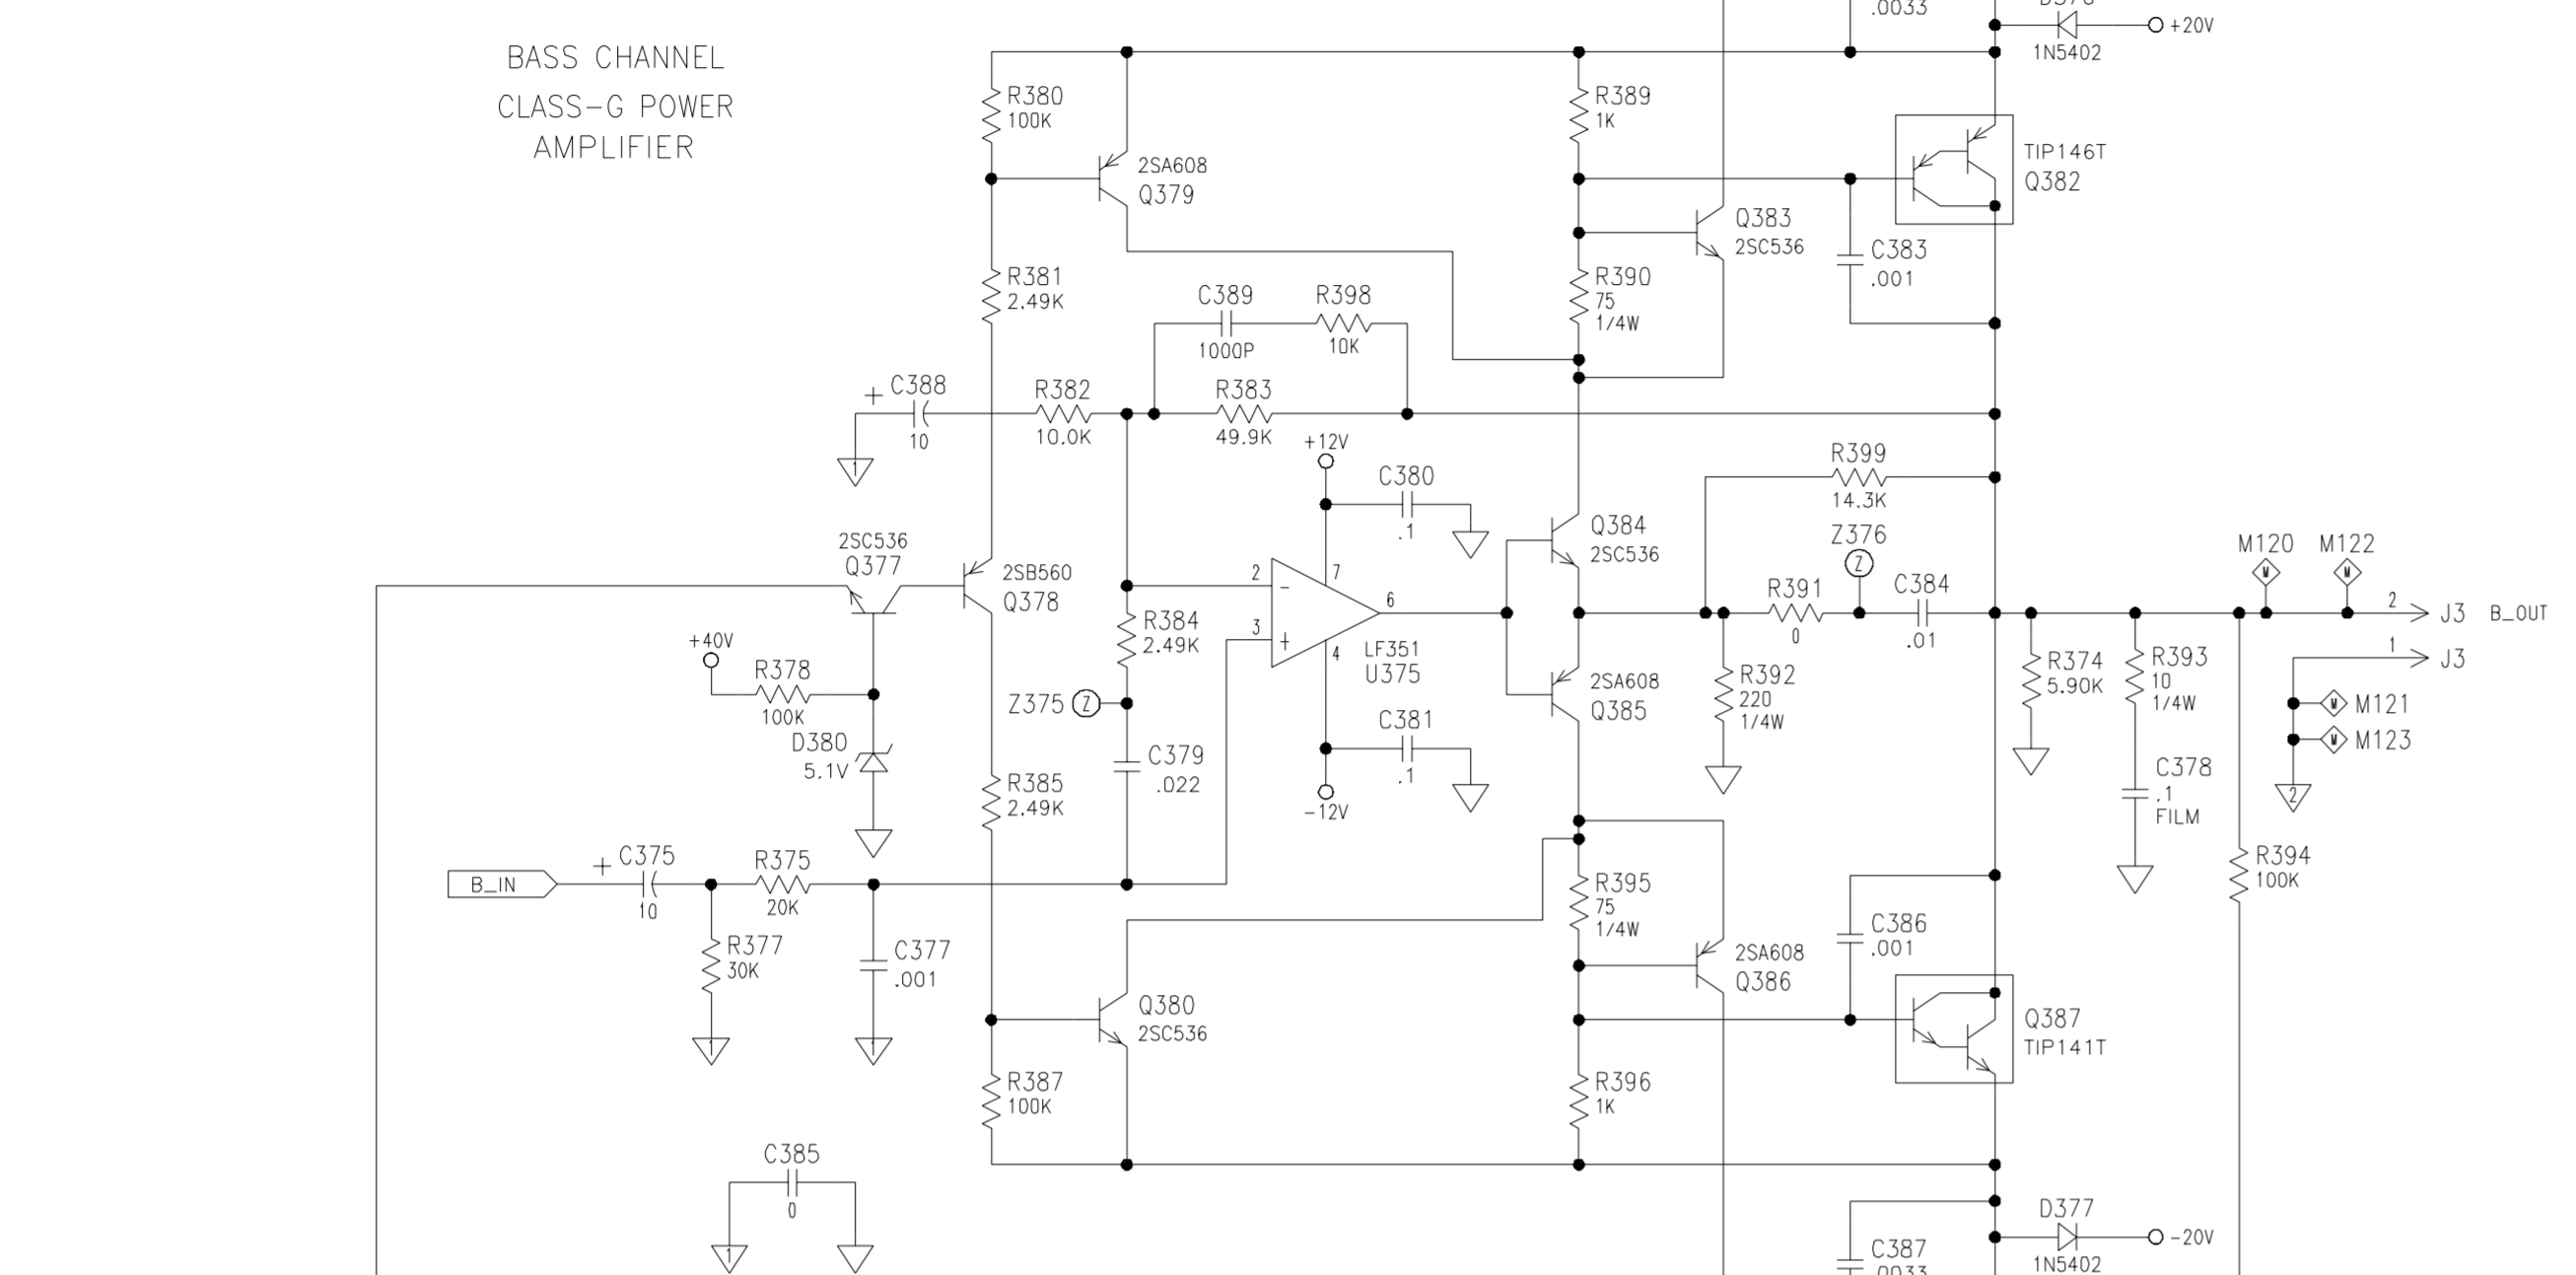 BASS CHANNEL
CLASS-G POWER
AMPLIFIER
.0033
+20V
1N5402
R380
100K
R389
1K
2SA608
Q379
TIP146T
Q382
Q383
2SC536
C383
.001
R381
2.49K
R390
75
1/4W
C389
1000P
R398
10K
+ C388
10
R382
10.0K
R383
49.9K
1
+12V
C380
.1
R399
14.3K
2SC536
Q377
2SB560
Q378
Q384
2SC536
Z376
Z
M120
M
M122
M
2
-
7
6
R391
0
C384
.01
2
J3 B_OUT
+40V
R378
100K
R384
2.49K
3
+
4
LF351
U375
2SA608
Q385
R392
220
1/4W
R374
5.90K
R393
10
1/4W
1
J3
Z375 Z
M M121
M M123
2
D380
5.1V
C379
.022
C381
.1
-12V
C378
.1
FILM
R385
2.49K
B_IN
+ C375
10
R375
20K
R377
30K
1
C377
.001
1
R395
75
1/4W
C386
.001
R394
100K
2SA608
Q386
Q380
2SC536
Q387
TIP141T
R387
100K
R396
1K
C385
0
1
C387
D377
-20V
1N5402